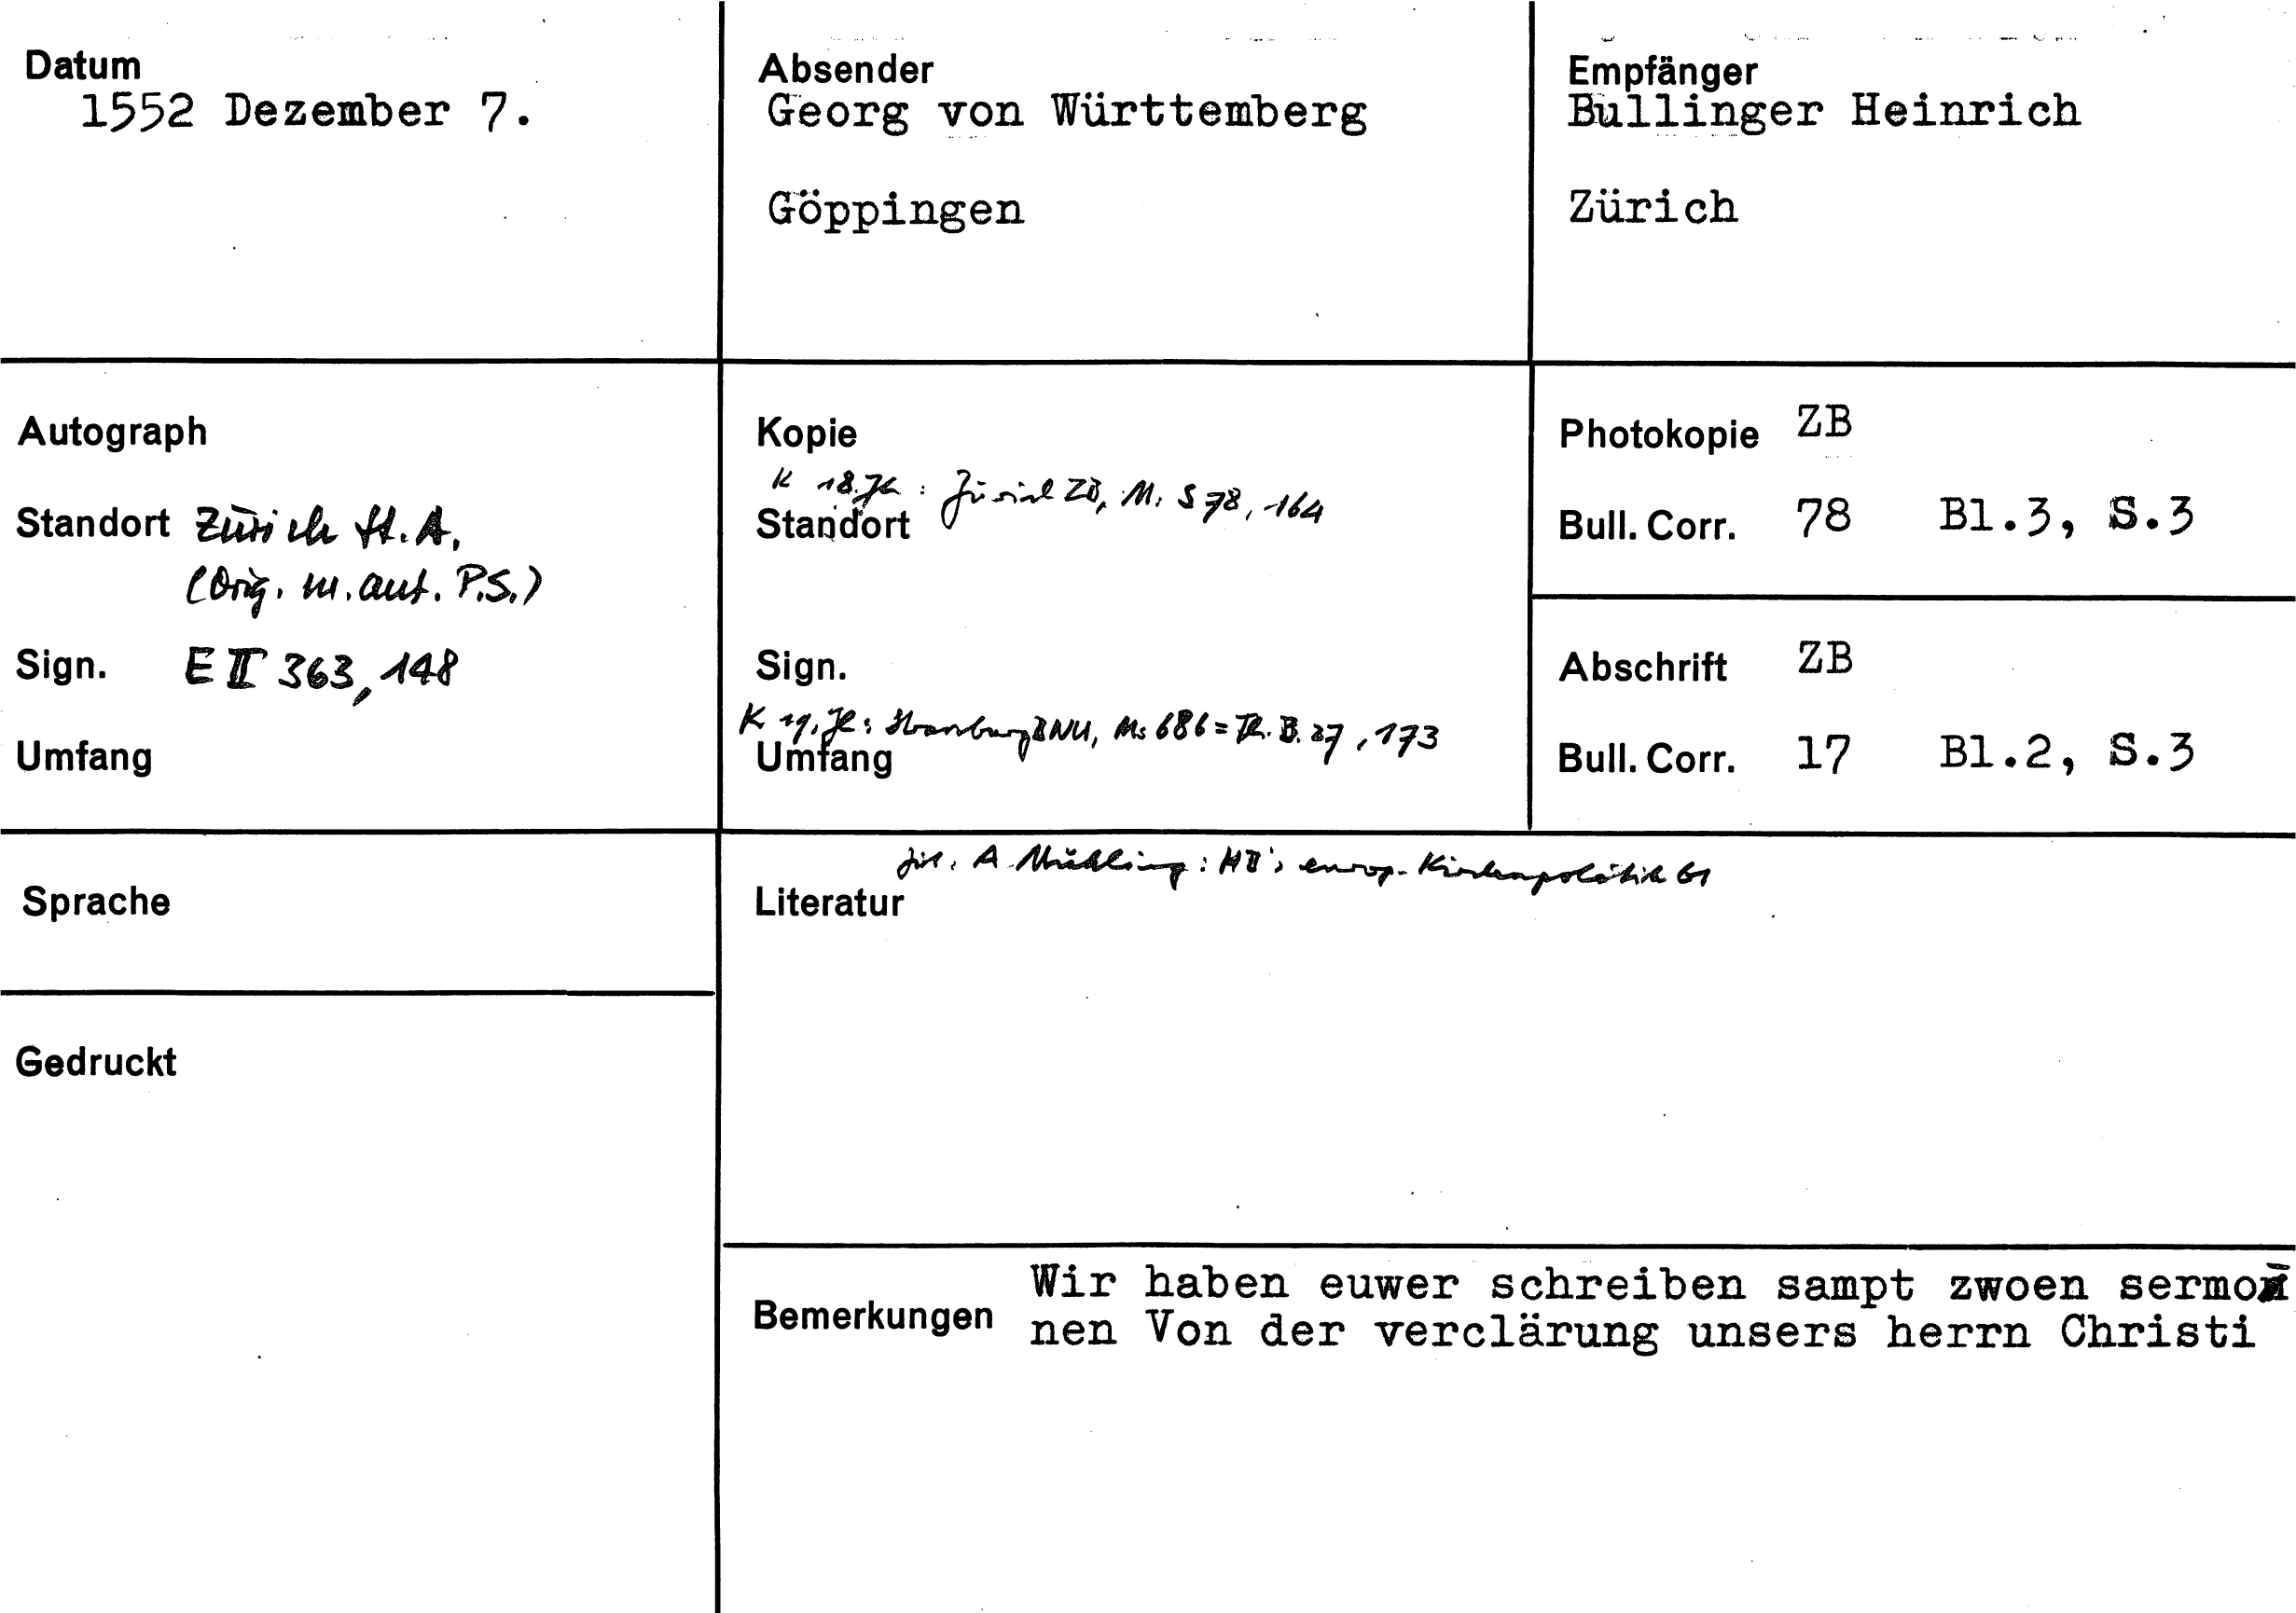 Datum
1552 Dezember 7.
Absender
Georg von Württemberg
Göppingen
Empfänger
Bullinger Heinrich
Zürich
Autograph
Standort Zürich St.A.
(Orig. m. aut. P.S.)
Sign. E II 363, 148
Umfang
Kopie
K 18. Jh: Zürich ZB, Ms S 78, 164
Standort
Sign.
K 19. Jh: Strassburg BNU, Ms 686 = Th. B. 27, 173
Umfang
Photokopie ZB
Bull. Corr. 78 Bl.3, S.3
Abschrift ZB
Bull. Corr. 17 Bl.2, S.3
Sprache
Gedruckt
zit. A. Mühling: HB's europ. Kirchenpolitik 61
Literatur
Wir haben euwer schreiben sampt zwoen sermo
Bemerkungen nen Von der verclärung unsers herrn Christi